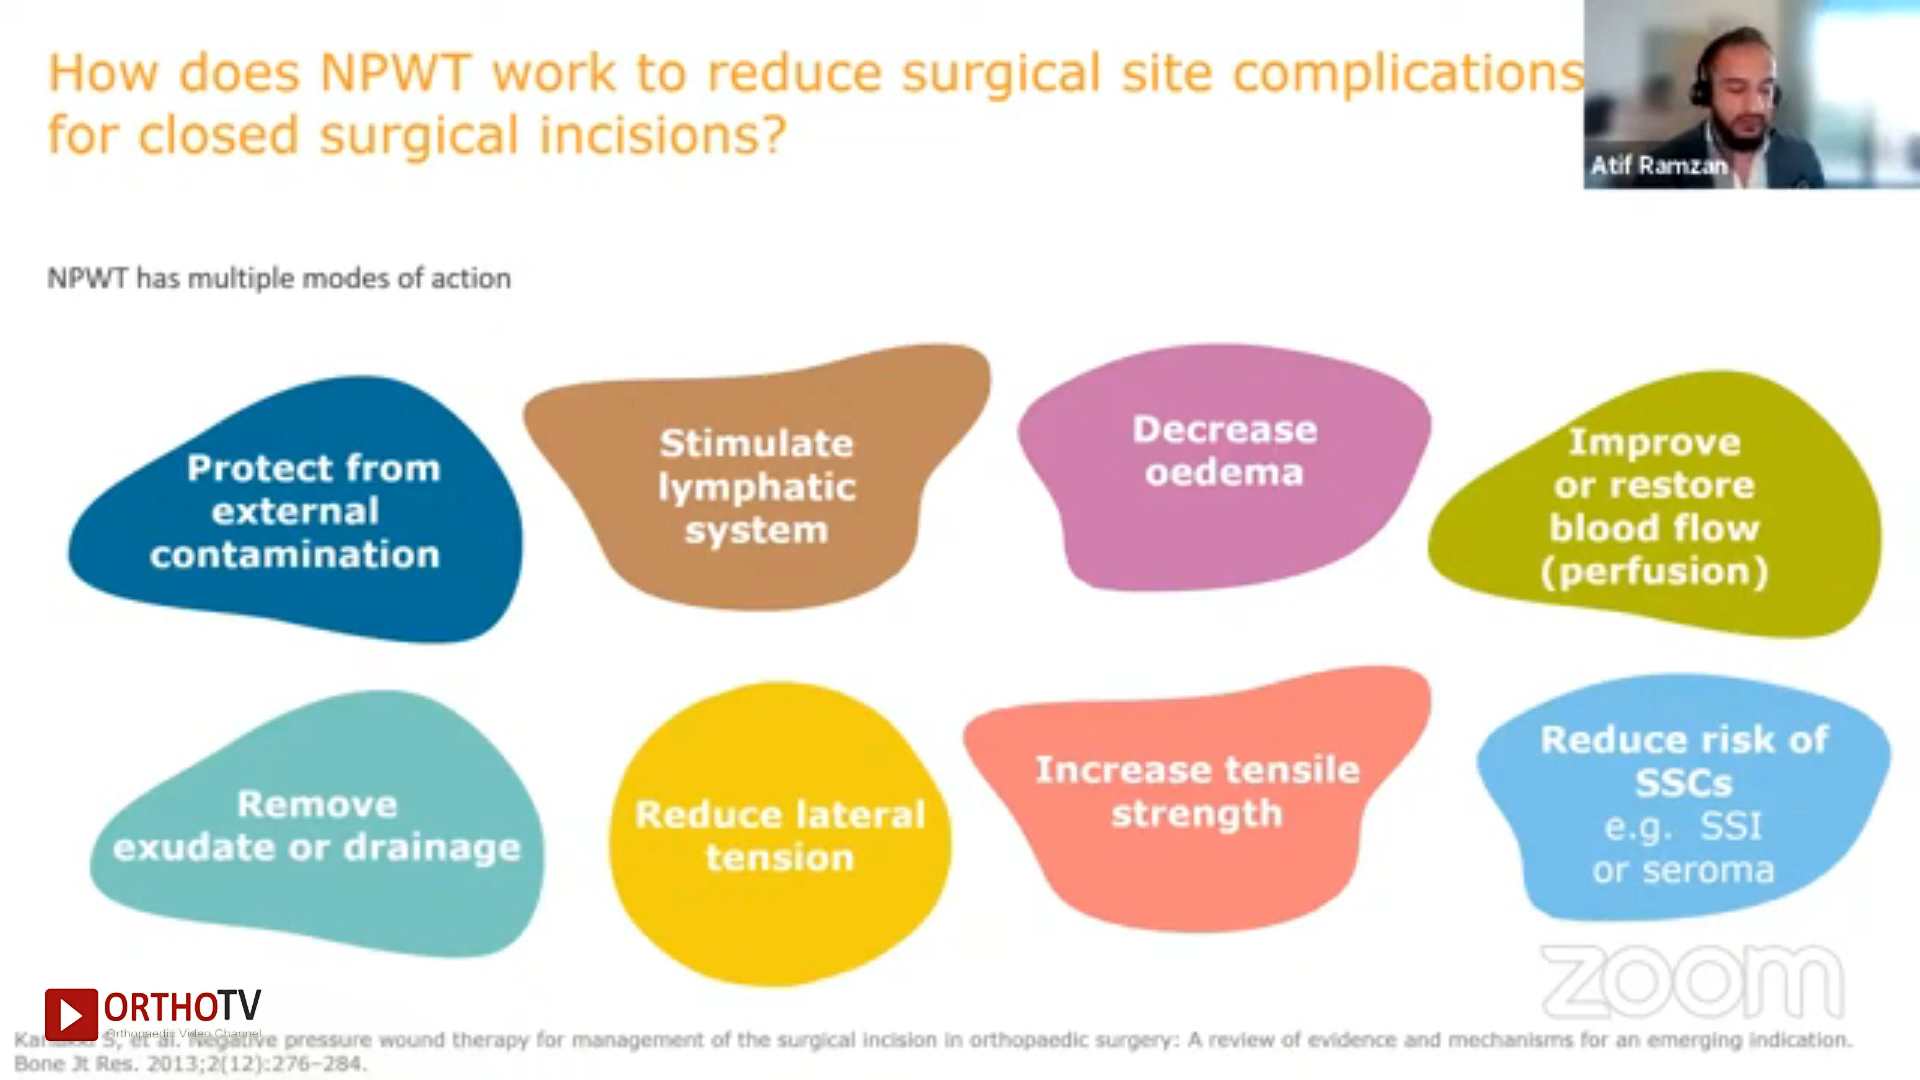 How does NPWT work to reduce surgical site complications
for closed surgical incisions?
Atif Ramzan
NPWT has multiple modes of action
Protect from
external
contamination
Stimulate
lymphatic
system
Decrease
oedema
Improve
or restore
blood flow
(perfusion)
Remove
exudate or drainage
Reduce lateral
tension
Increase tensile
strength
Reduce risk of
SSCs
e.g. SSI
or seroma
zoom
ORTHOTV
Orthopaedic Video Channel
S, et al. Negative pressure wound therapy for management of the surgical incision in orthopaedic surgery: A review of evidence and mechanisms for an emerging indication.
Bone Jt Res. 2013;2(12):276–284.